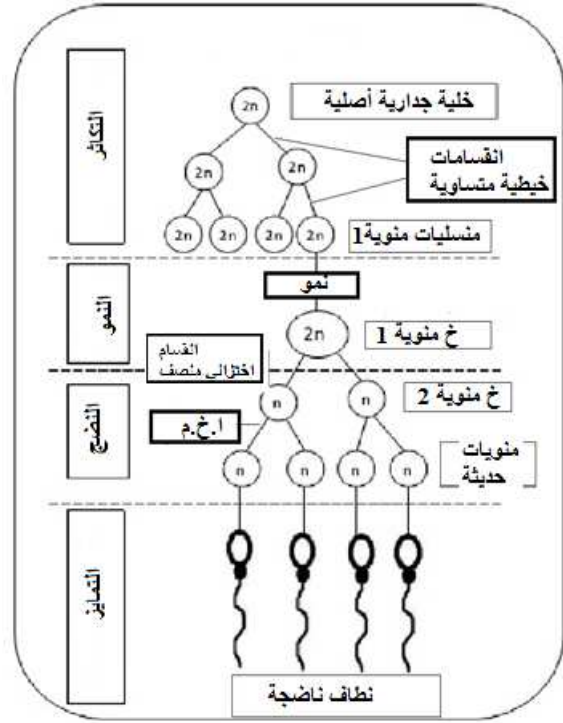 التكاثر
خلية جدارية أصلية
2n
انقسامات
خيطية متساوية
2n
2n
2n
2n
2n
2n
منسليات منوية1
النمو
نمو
2n
خ منوية 1
انقسام
اختزالي منصف
النضج
n
n
خ منوية 2
ا.خ.م
n
n
n
n
منويات
حديثة
التمايز
نطاف ناضجة